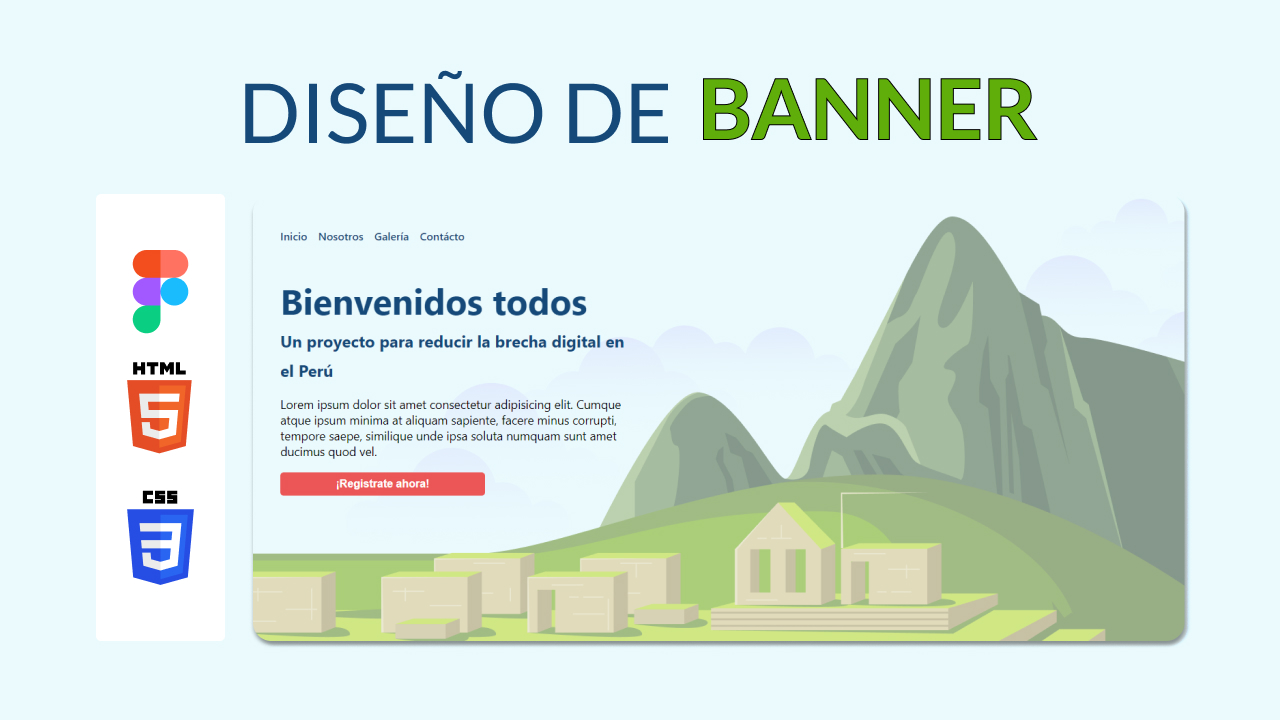 DISEÑO DE BANNER
Inicio Nosotros Galería Contácto
Bienvenidos todos
Un proyecto para reducir la brecha digital en
el Perú
Lorem ipsum dolor sit amet consectetur adipisicing elit. Cumque
atque ipsum minima at aliquam sapiente, facere minus corrupti,
tempore saepe, similique unde ipsa soluta numquam sunt amet
ducimus quod vel.
¡Registrate ahora!
HTML
5
CSS
3